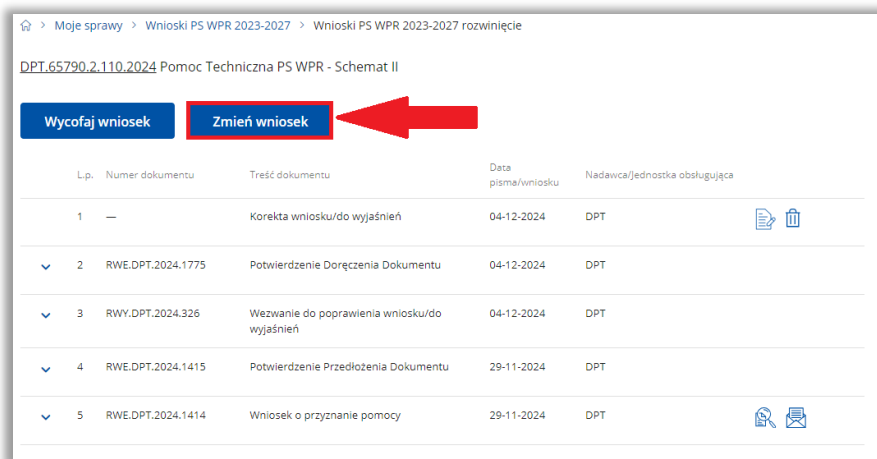 Moje sprawy > Wnioski PS WPR 2023-2027 > Wnioski PS WPR 2023-2027 rozwinięcie
DPT.65790.2.110.2024 Pomoc Techniczna PS WPR - Schemat II
Wycofaj wniosek Zmień wniosek
L.p. Numer dokumentu Treść dokumentu Data pisma/wniosku Nadawca/Jednostka obsługująca
1 — Korekta wniosku/do wyjaśnień 04-12-2024 DPT
2 RWE.DPT.2024.1775 Potwierdzenie Doręczenia Dokumentu 04-12-2024 DPT
3 RWY.DPT.2024.326 Wezwanie do poprawienia wniosku/do wyjaśnień 04-12-2024 DPT
4 RWE.DPT.2024.1415 Potwierdzenie Przedłożenia Dokumentu 29-11-2024 DPT
5 RWE.DPT.2024.1414 Wniosek o przyznanie pomocy 29-11-2024 DPT